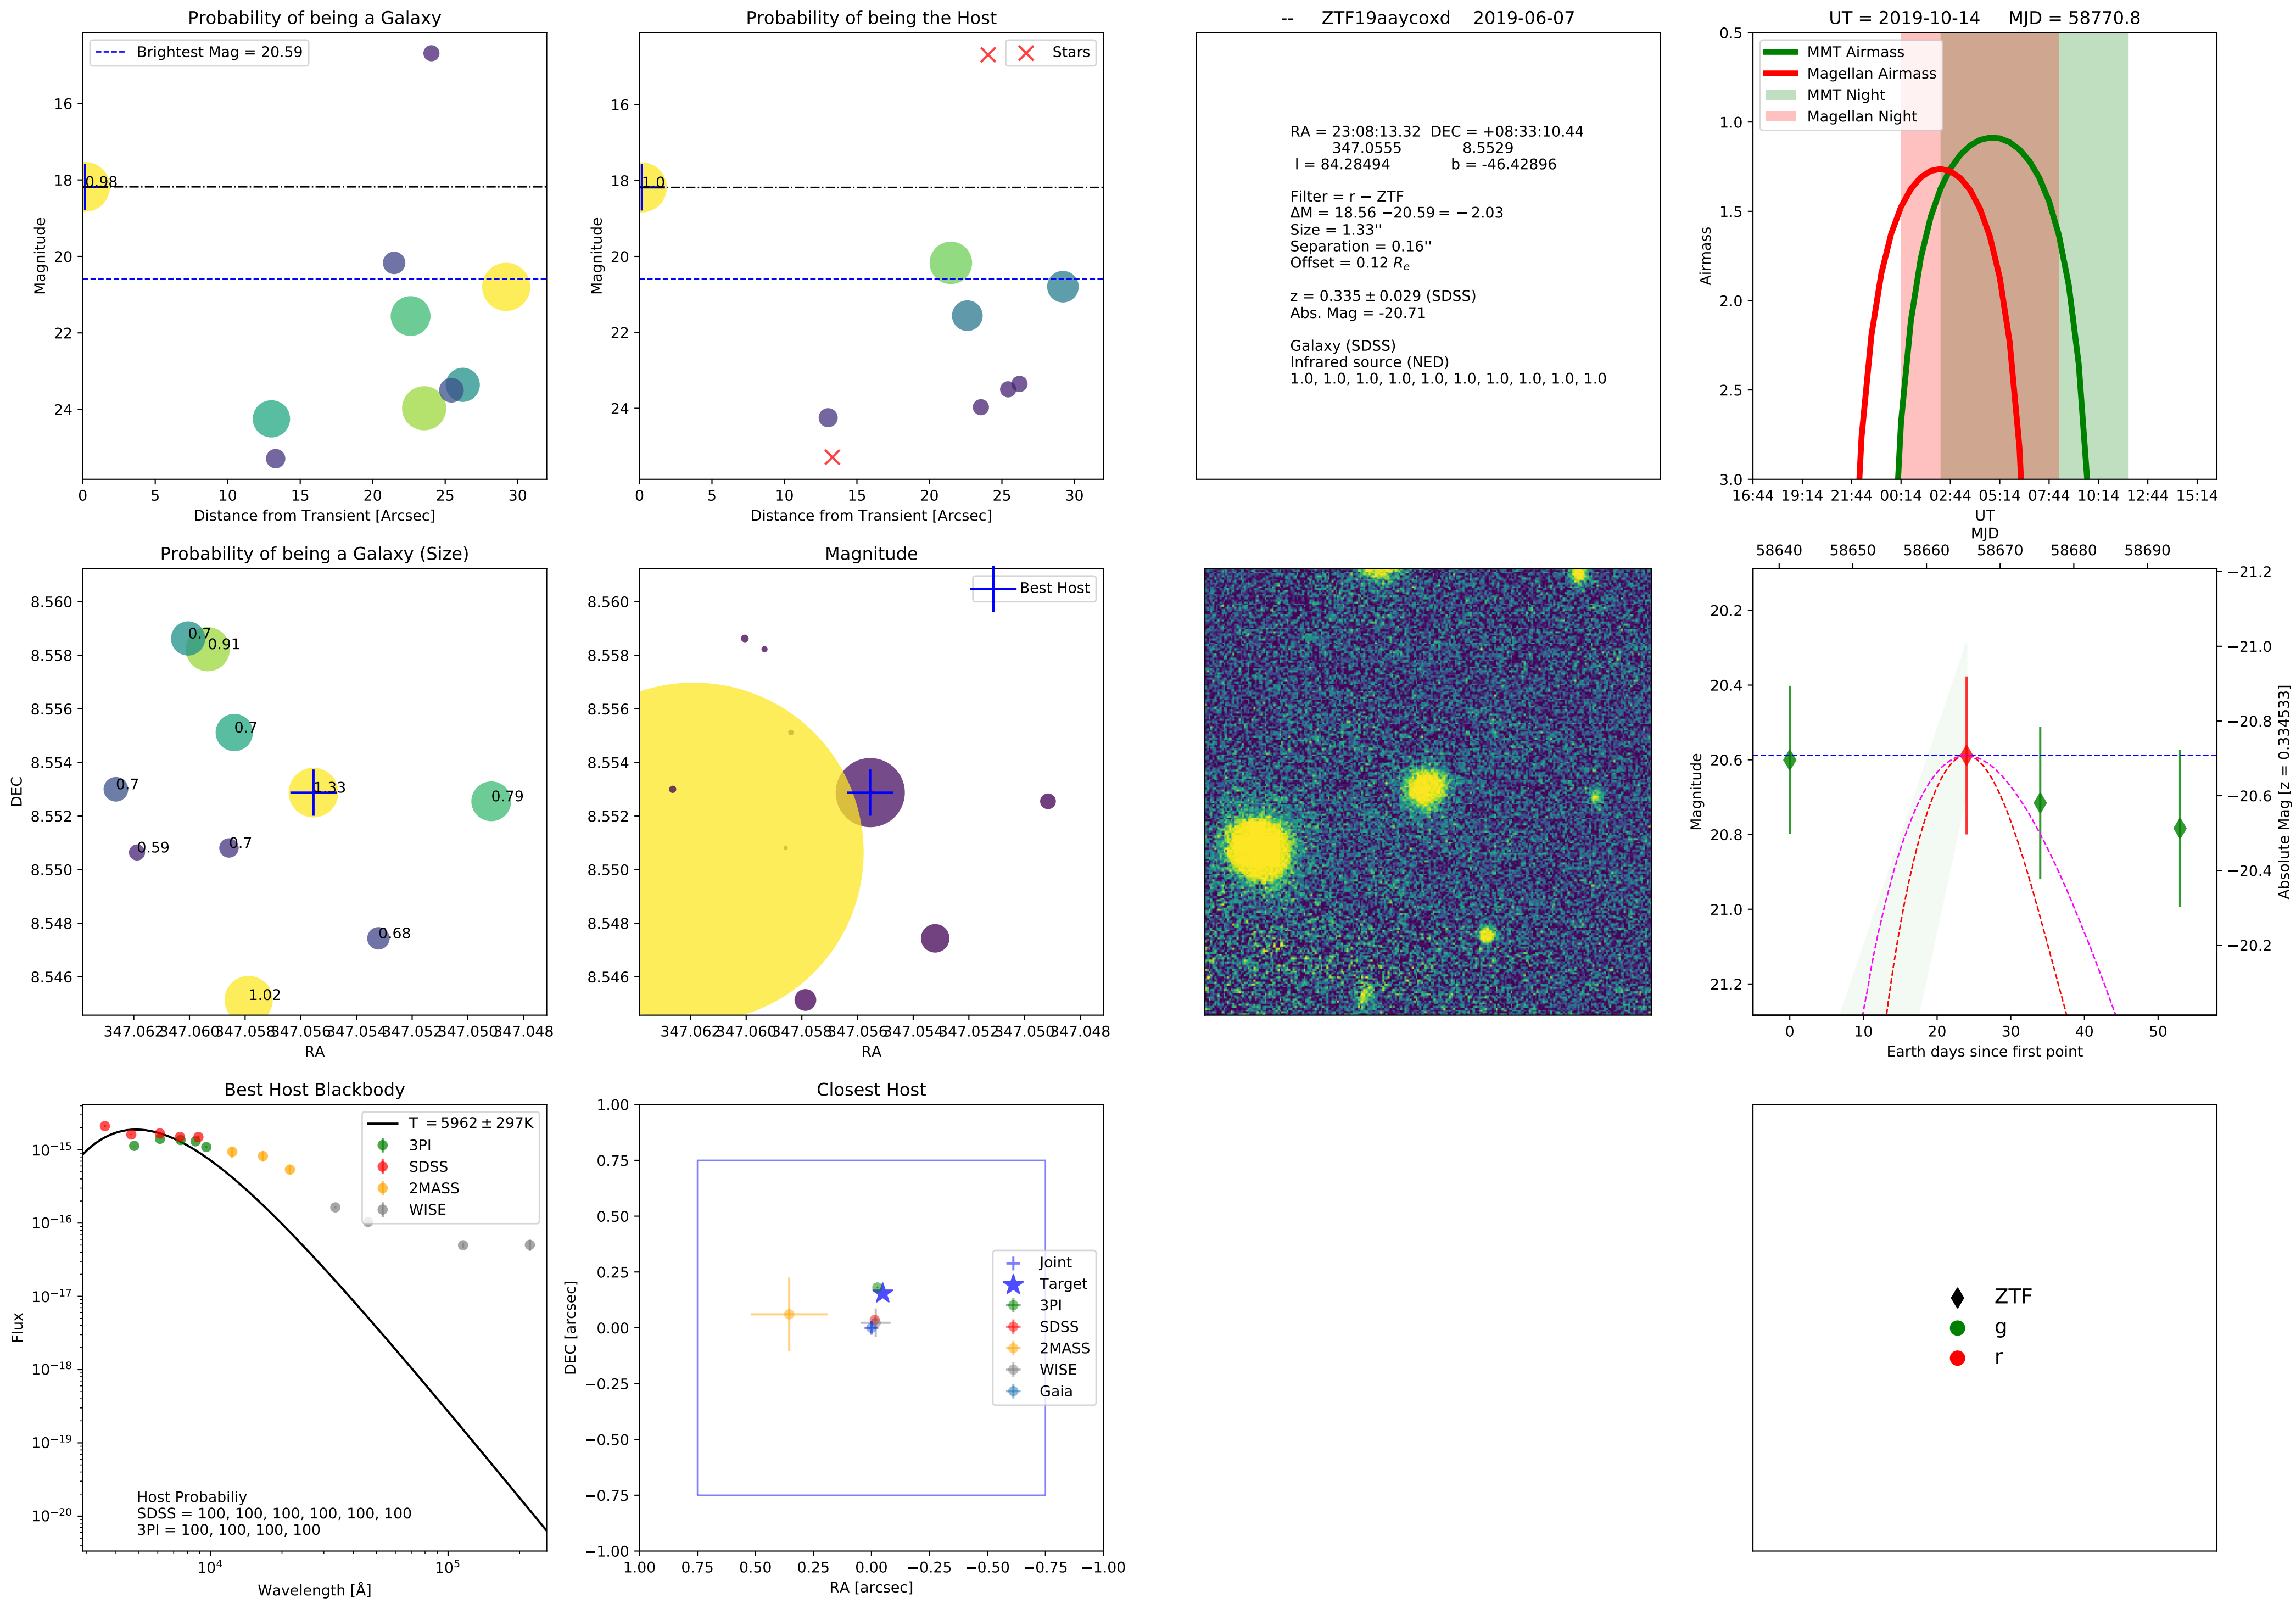 Probability of being a Galaxy
Brightest Mag = 20.59
0.98
16
18
20
22
24
Magnitude
0
5
10
15
20
25
30
Distance from Transient [Arcsec]
Probability of being the Host
Stars
1.0
16
18
20
22
24
Magnitude
0
5
10
15
20
25
30
Distance from Transient [Arcsec]
-- ZTF19aaycoxd 2019-06-07
RA = 23:08:13.32 DEC = +08:33:10.44
347.0555 8.5529
l = 84.28494 b = -46.42896
Filter = r − ZTF
ΔM = 18.56 −20.59 = −2.03
Size = 1.33''
Separation = 0.16''
Offset = 0.12 Re
z = 0.335 ± 0.029 (SDSS)
Abs. Mag = -20.71
Galaxy (SDSS)
Infrared source (NED)
1.0, 1.0, 1.0, 1.0, 1.0, 1.0, 1.0, 1.0, 1.0, 1.0
UT = 2019-10-14 MJD = 58770.8
MMT Airmass
Magellan Airmass
MMT Night
Magellan Night
0.5
1.0
1.5
2.0
2.5
3.0
Airmass
16:44 19:14 21:44 00:14 02:44 05:14 07:44 10:14 12:44 15:14
UT
Probability of being a Galaxy (Size)
8.560
8.558
8.556
8.554
8.552
8.550
8.548
8.546
DEC
0.7
0.91
0.7
0.7
1.33
0.79
0.59
0.7
0.68
1.02
347.062 347.060 347.058 347.056 347.054 347.052 347.050 347.048
RA
Magnitude
Best Host
8.560
8.558
8.556
8.554
8.552
8.550
8.548
8.546
347.062 347.060 347.058 347.056 347.054 347.052 347.050 347.048
RA
MJD
58640 58650 58660 58670 58680 58690
20.2
20.4
20.6
20.8
21.0
21.2
Magnitude
−21.2
−21.0
−20.8
−20.6
−20.4
−20.2
Absolute Mag [z = 0.334533]
0 10 20 30 40 50
Earth days since first point
Best Host Blackbody
T = 5962 ± 297K
3PI
SDSS
2MASS
WISE
10−15
10−16
10−17
10−18
10−19
10−20
Flux
Host Probabiliy
SDSS = 100, 100, 100, 100, 100, 100
3PI = 100, 100, 100, 100
104
105
Wavelength [Å]
Closest Host
Joint
Target
3PI
SDSS
2MASS
WISE
Gaia
1.00
0.75
0.50
0.25
0.00
−0.25
−0.50
−0.75
−1.00
DEC [arcsec]
1.00 0.75 0.50 0.25 0.00 −0.25 −0.50 −0.75 −1.00
RA [arcsec]
ZTF
g
r